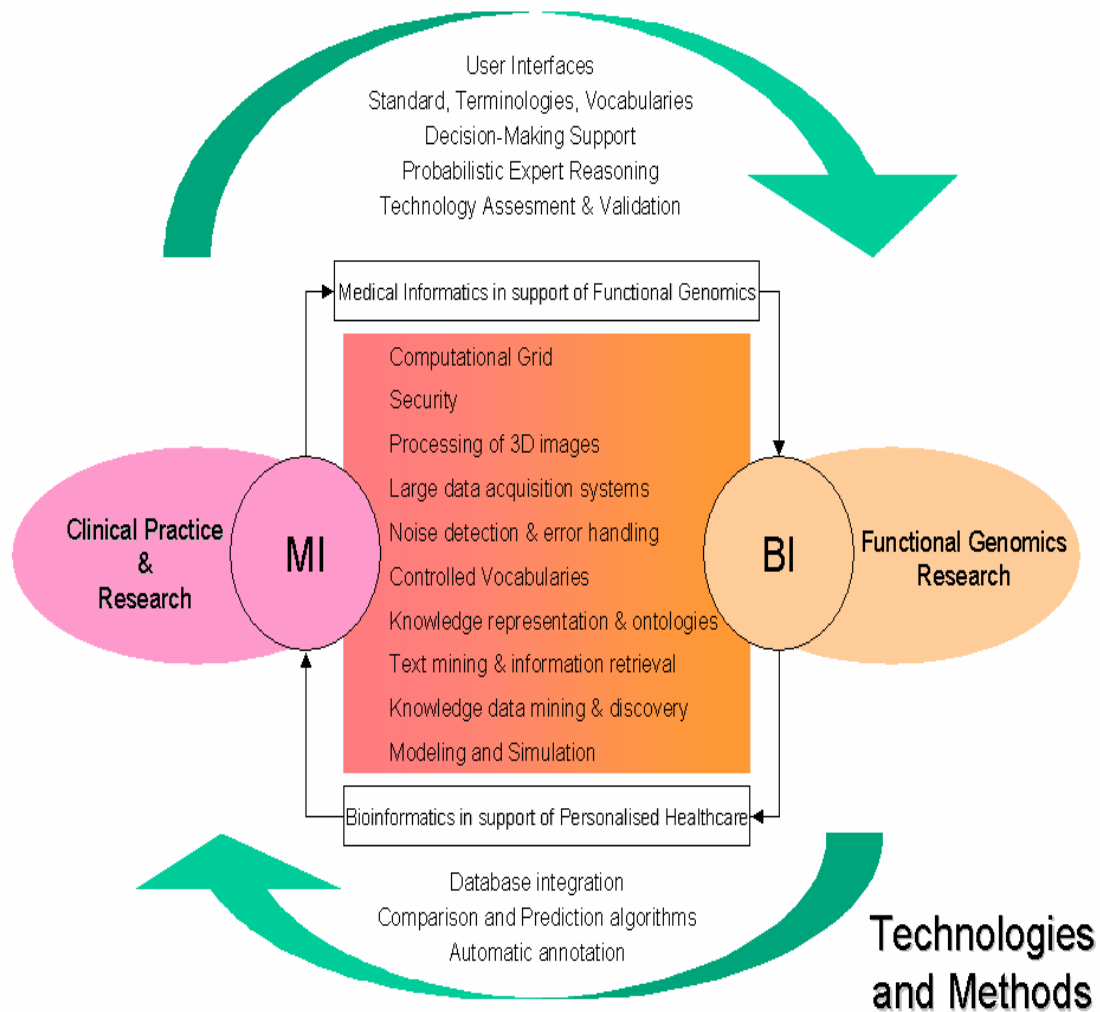 User Interfaces
Standard, Terminologies, Vocabularies
Decision-Making Support
Probabilistic Expert Reasoning
Technology Assesment & Validation
Medical Informatics in support of Functional Genomics
Computational Grid
Security
Processing of 3D images
Large data acquisition systems
Noise detection & error handling
Controlled Vocabularies
Knowledge representation & ontologies
Text mining & information retrieval
Knowledge data mining & discovery
Modeling and Simulation
Clinical Practice
&
Research
MI
BI
Functional Genomics
Research
Bioinformatics in support of Personalised Healthcare
Database integration
Comparison and Prediction algorithms
Automatic annotation
Technologies
and Methods